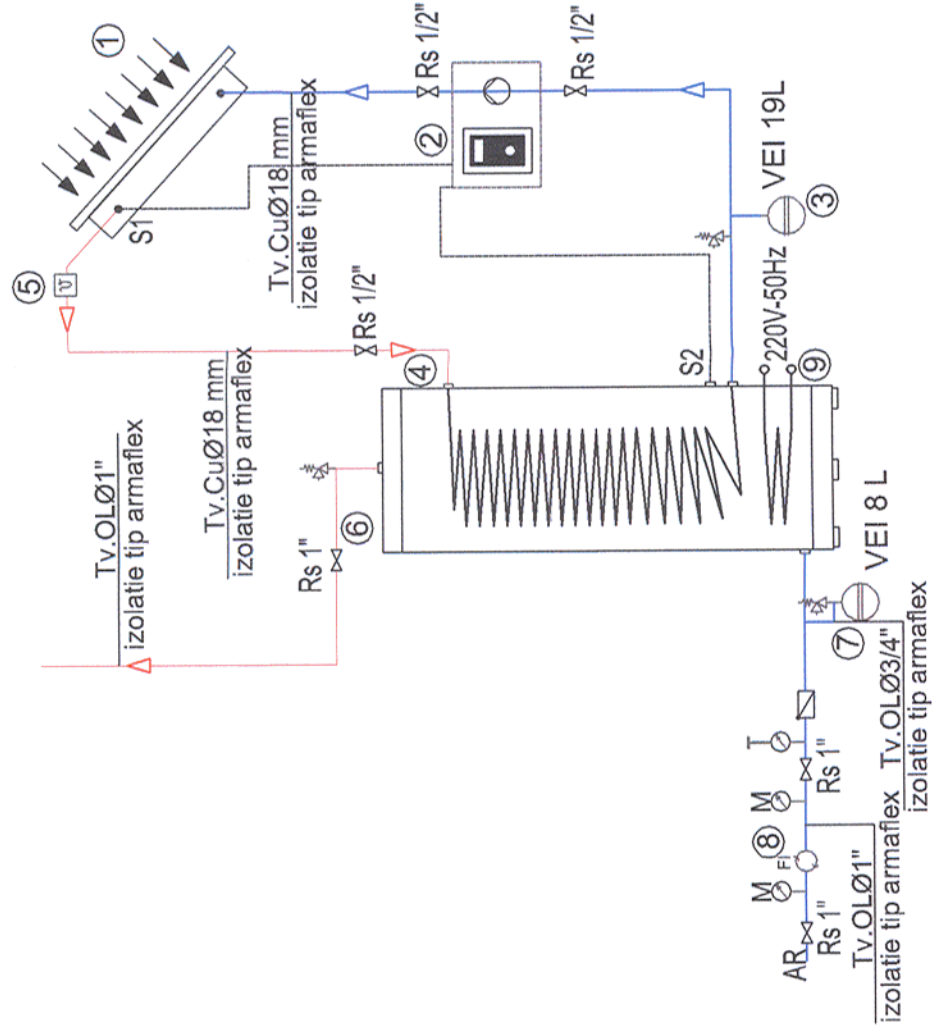 1
S1
5
Tv.CuØ18 mm
izolatie tip armaflex
Rs 1/2"
2
Rs 1/2"
VEI 19L
3
Tv.CuØ18 mm
izolatie tip armaflex
Rs 1/2"
4
S2
220V-50Hz
9
Tv.OLØ1"
izolatie tip armaflex
Rs 1"
6
VEI 8 L
7
Tv.OLØ3/4"
izolatie tip armaflex
T
Rs 1"
M
8
FI
M
Rs 1"
AR
Tv.OLØ1"
izolatie tip armaflex